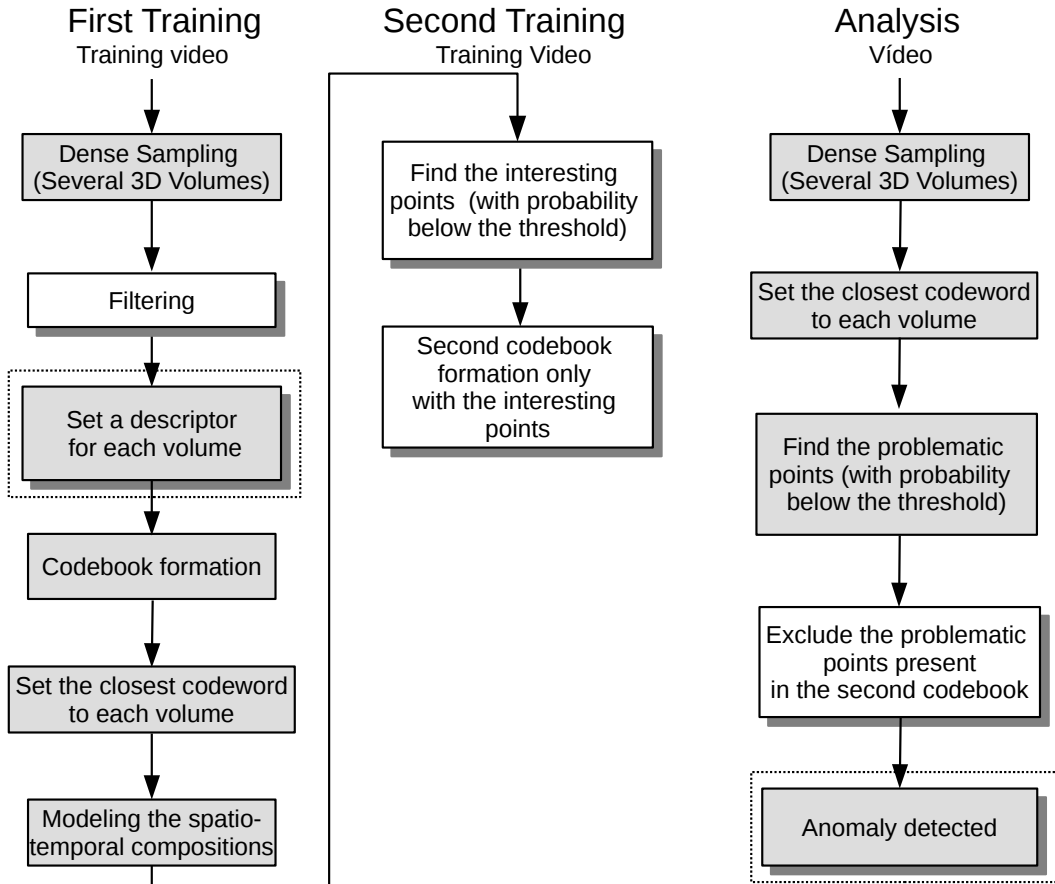 First Training
Training video
Dense Sampling
(Several 3D Volumes)
Filtering
Set a descriptor
for each volume
Codebook formation
Set the closest codeword
to each volume
Modeling the spatio-
temporal compositions
Second Training
Training Video
Find the interesting
points (with probability
below the threshold)
Second codebook
formation only
with the interesting
points
Analysis
Vídeo
Dense Sampling
(Several 3D Volumes)
Set the closest codeword
to each volume
Find the problematic
points (with probability
below the threshold)
Exclude the problematic
points present
in the second codebook
Anomaly detected